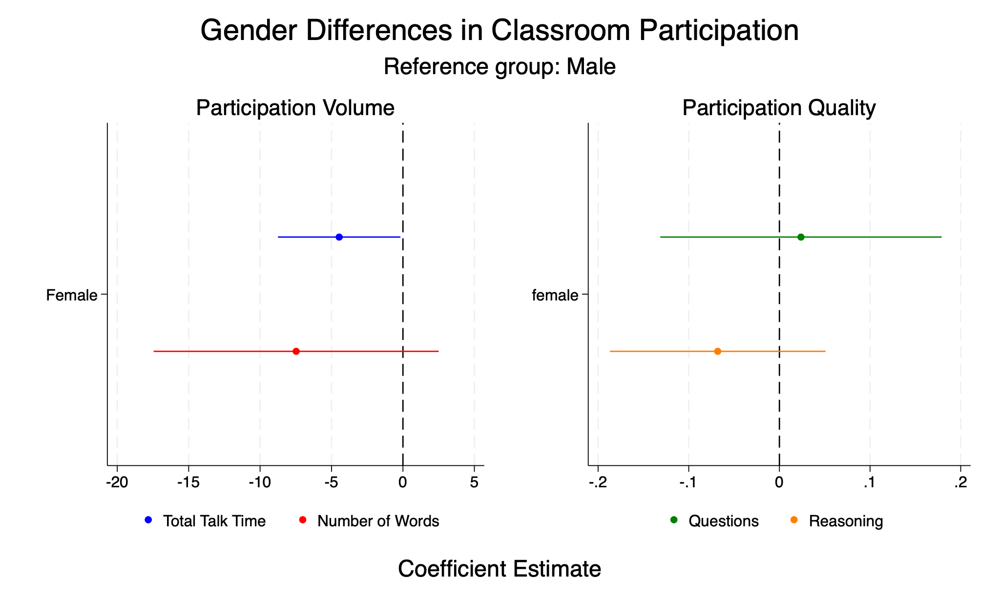 Gender Differences in Classroom Participation
Reference group: Male
Participation Volume
Female
-20 -15 -10 -5 0 5
Total Talk Time Number of Words
Participation Quality
female
-.2 -.1 0 .1 .2
Questions Reasoning
Coefficient Estimate